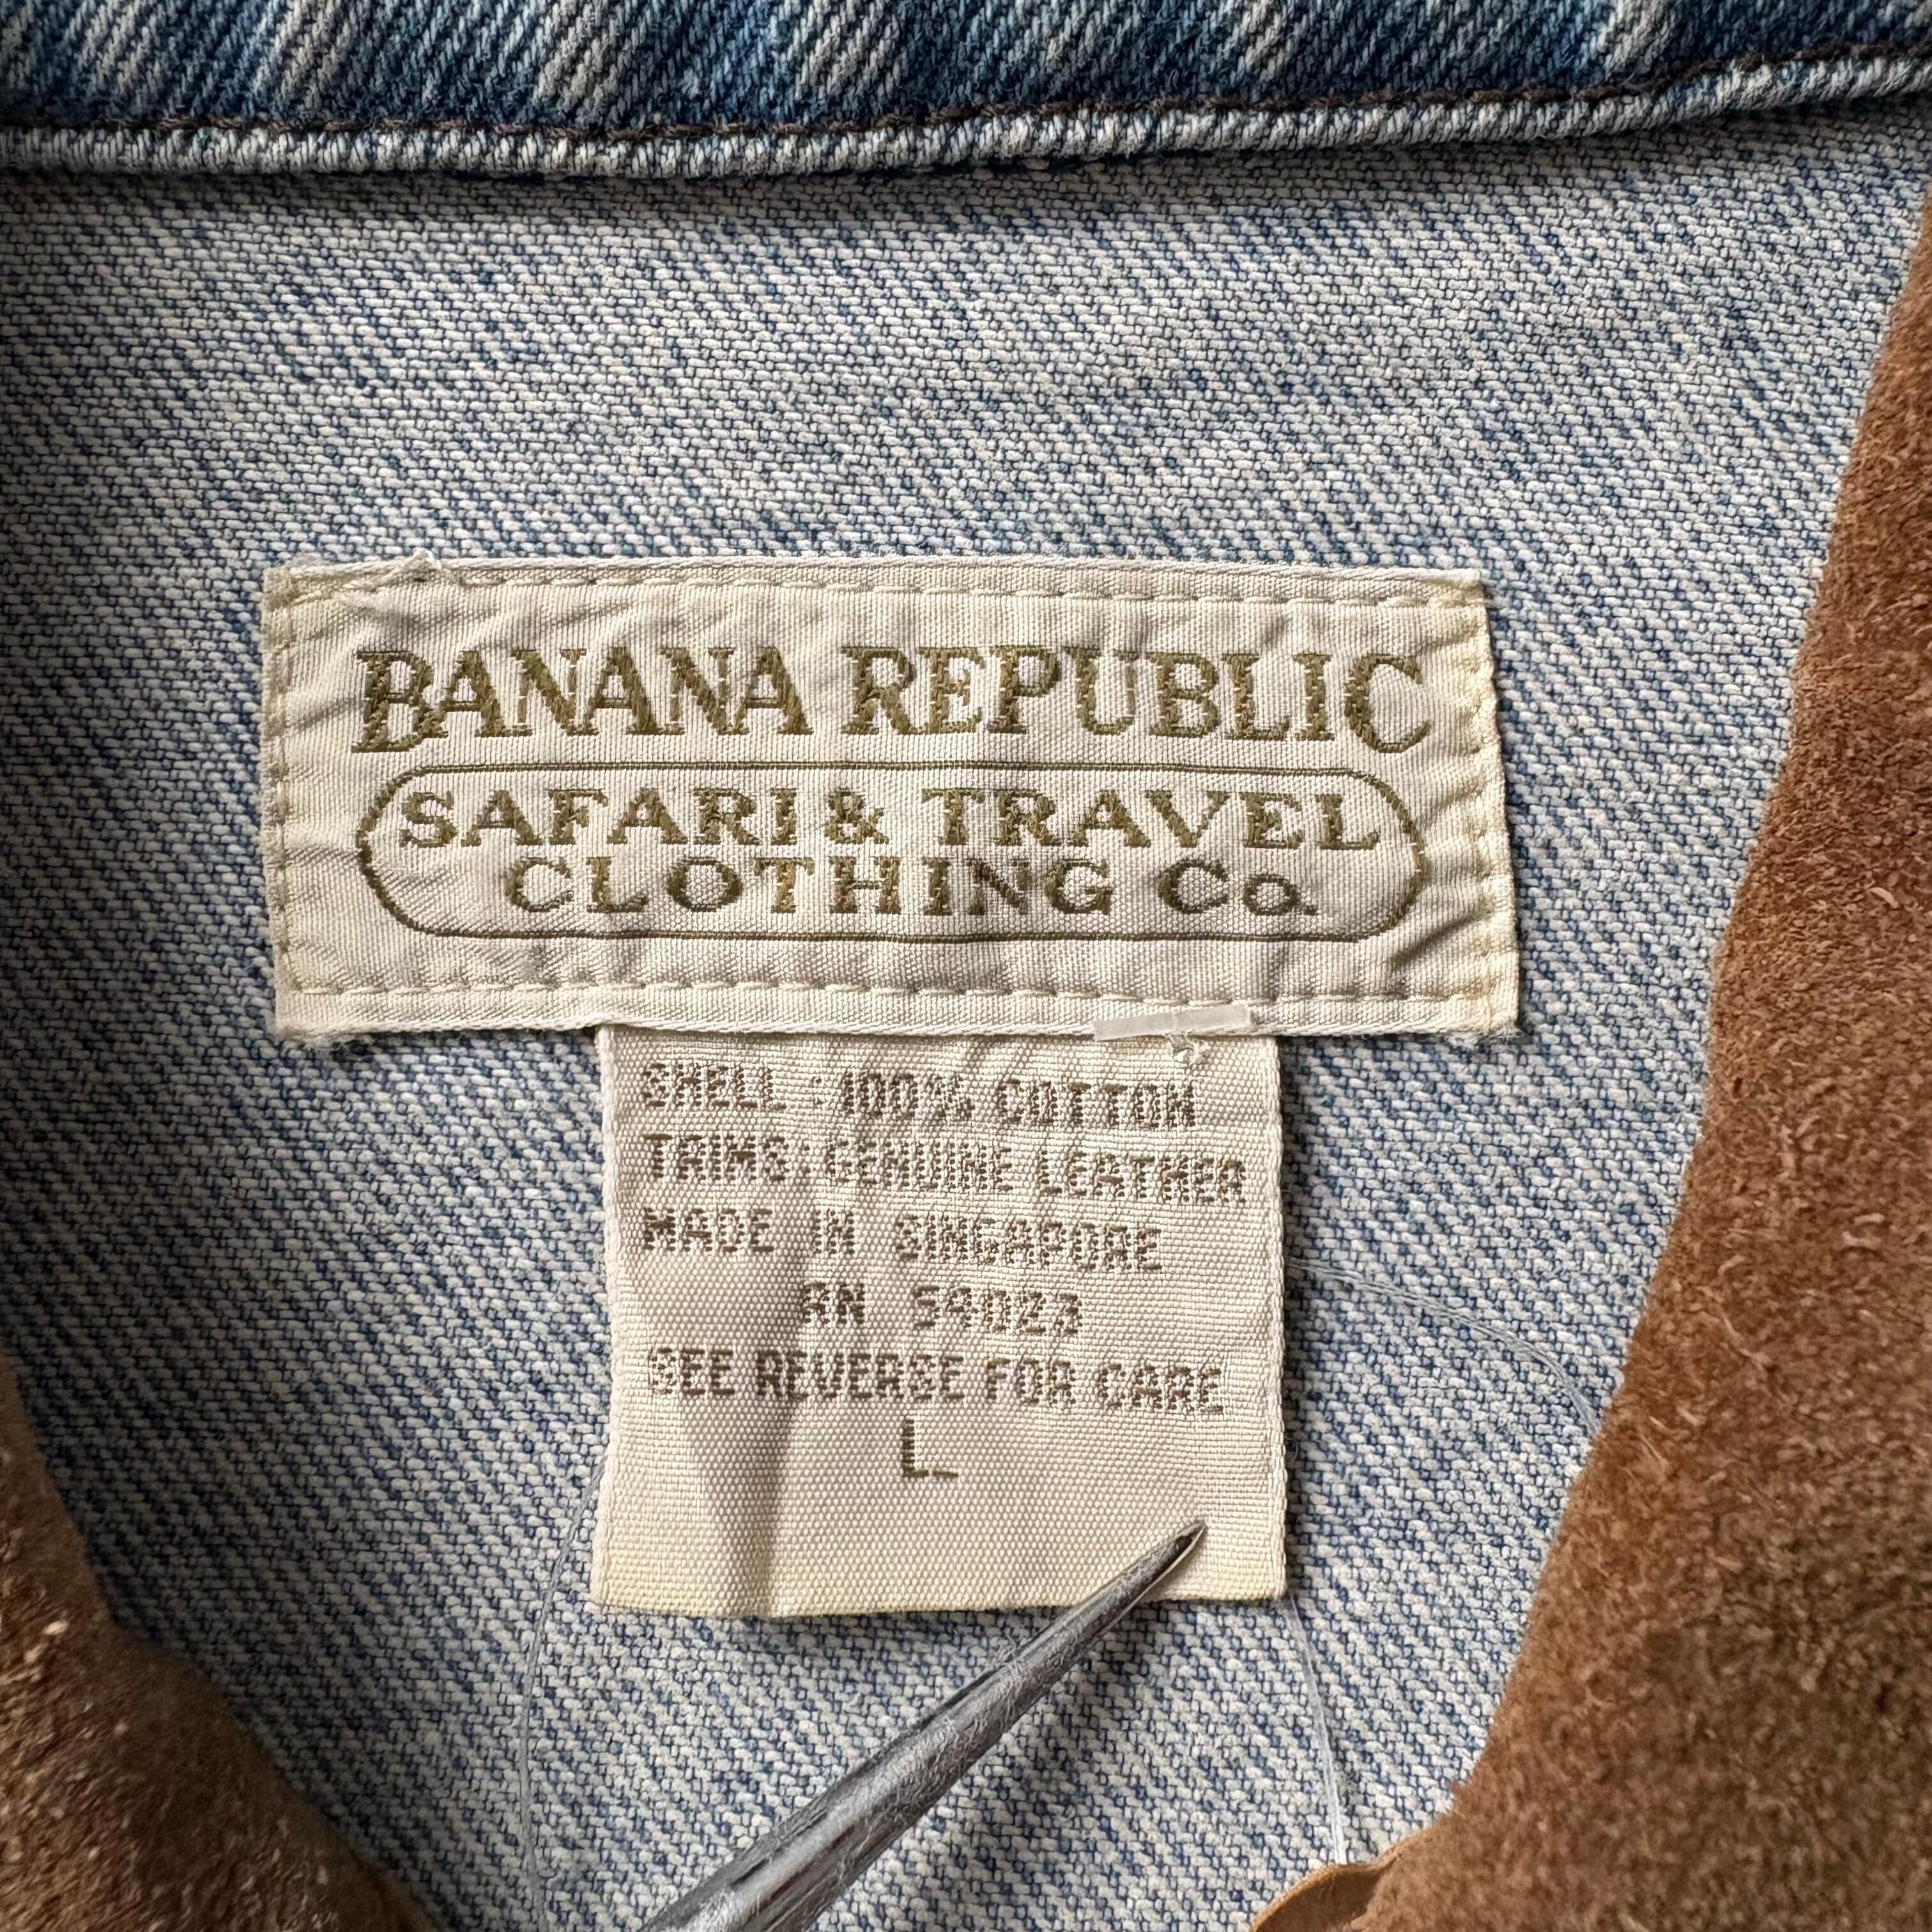 BANANA REPUBLIC
SAFARI & TRAVEL
CLOTHING CO.
SHELL : 100% COTTON
TRIMS: GENUINE LEATHER
MADE IN SINGAPORE
RN 54023
SEE REVERSE FOR CARE
L